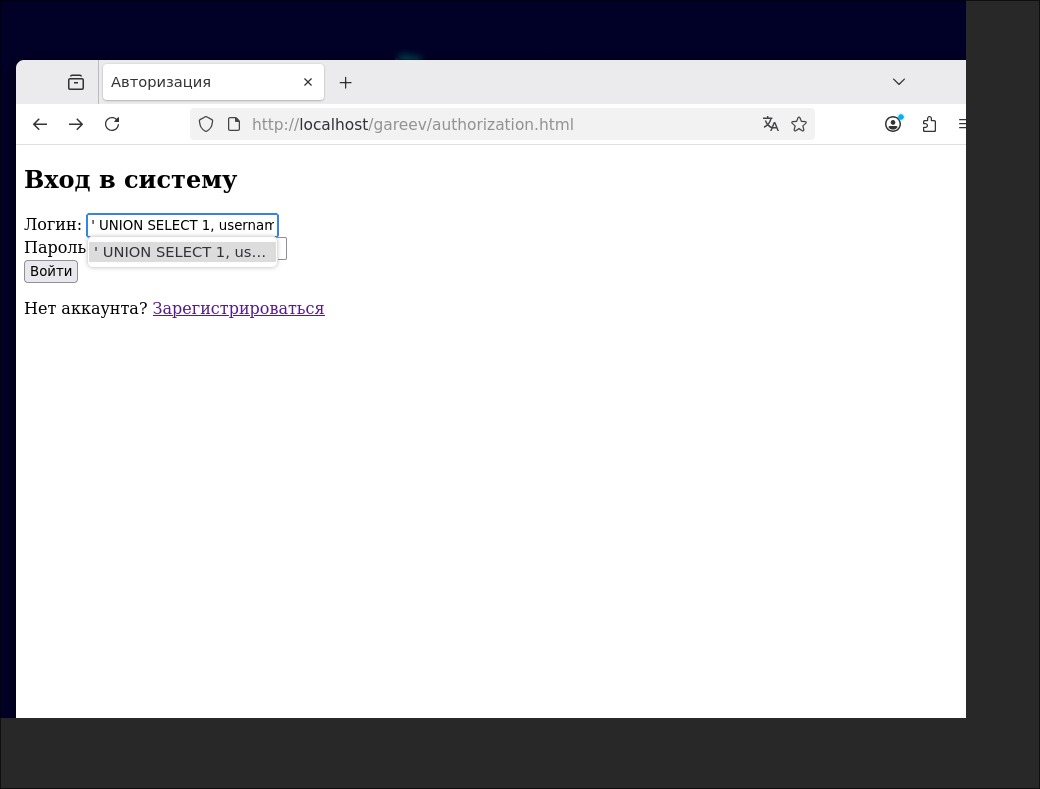 Авторизация
http://localhost/gareev/authorization.html
Вход в систему
Логин: ' UNION SELECT 1, usernam
Пароль
' UNION SELECT 1, us...
Войти
Нет аккаунта? Зарегистрироваться